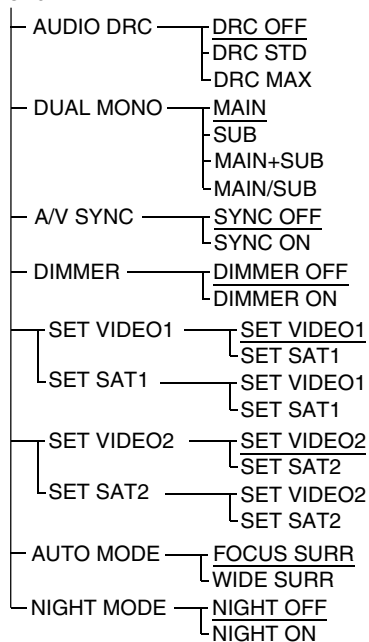 AUDIO DRC DRC OFF
DRC STD
DRC MAX
DUAL MONO MAIN
SUB
MAIN+SUB
MAIN/SUB
A/V SYNC SYNC OFF
SYNC ON
DIMMER DIMMER OFF
DIMMER ON
SET VIDEO1 SET VIDEO1
SET SAT1
SET SAT1 SET VIDEO1
SET SAT1
SET VIDEO2 SET VIDEO2
SET SAT2
SET SAT2 SET VIDEO2
SET SAT2
AUTO MODE FOCUS SURR
WIDE SURR
NIGHT MODE NIGHT OFF
NIGHT ON